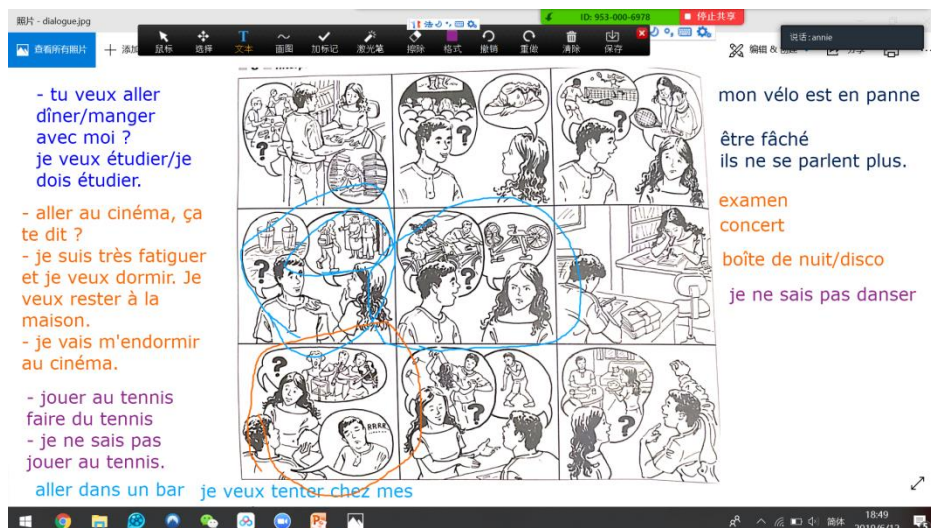 照片 - dialogue.jpg
ID: 953-000-6978
停止共享
查看所有照片
添加
鼠标
选择
文本
画图
加标记
激光笔
擦除
格式
撤销
重做
清除
保存
编辑 &
说话:annie
- tu veux aller
dîner/manger
avec moi ?
je veux étudier/je
dois étudier.
- aller au cinéma, ça
te dit ?
- je suis très fatiguer
et je veux dormir. Je
veux rester à la
maison.
- je vais m'endormir
au cinéma.
- jouer au tennis
faire du tennis
- je ne sais pas
jouer au tennis.
aller dans un bar
je veux tenter chez mes
mon vélo est en panne
être fâché
ils ne se parlent plus.
examen
concert
boîte de nuit/disco
je ne sais pas danser
RRRR
简体
18:49